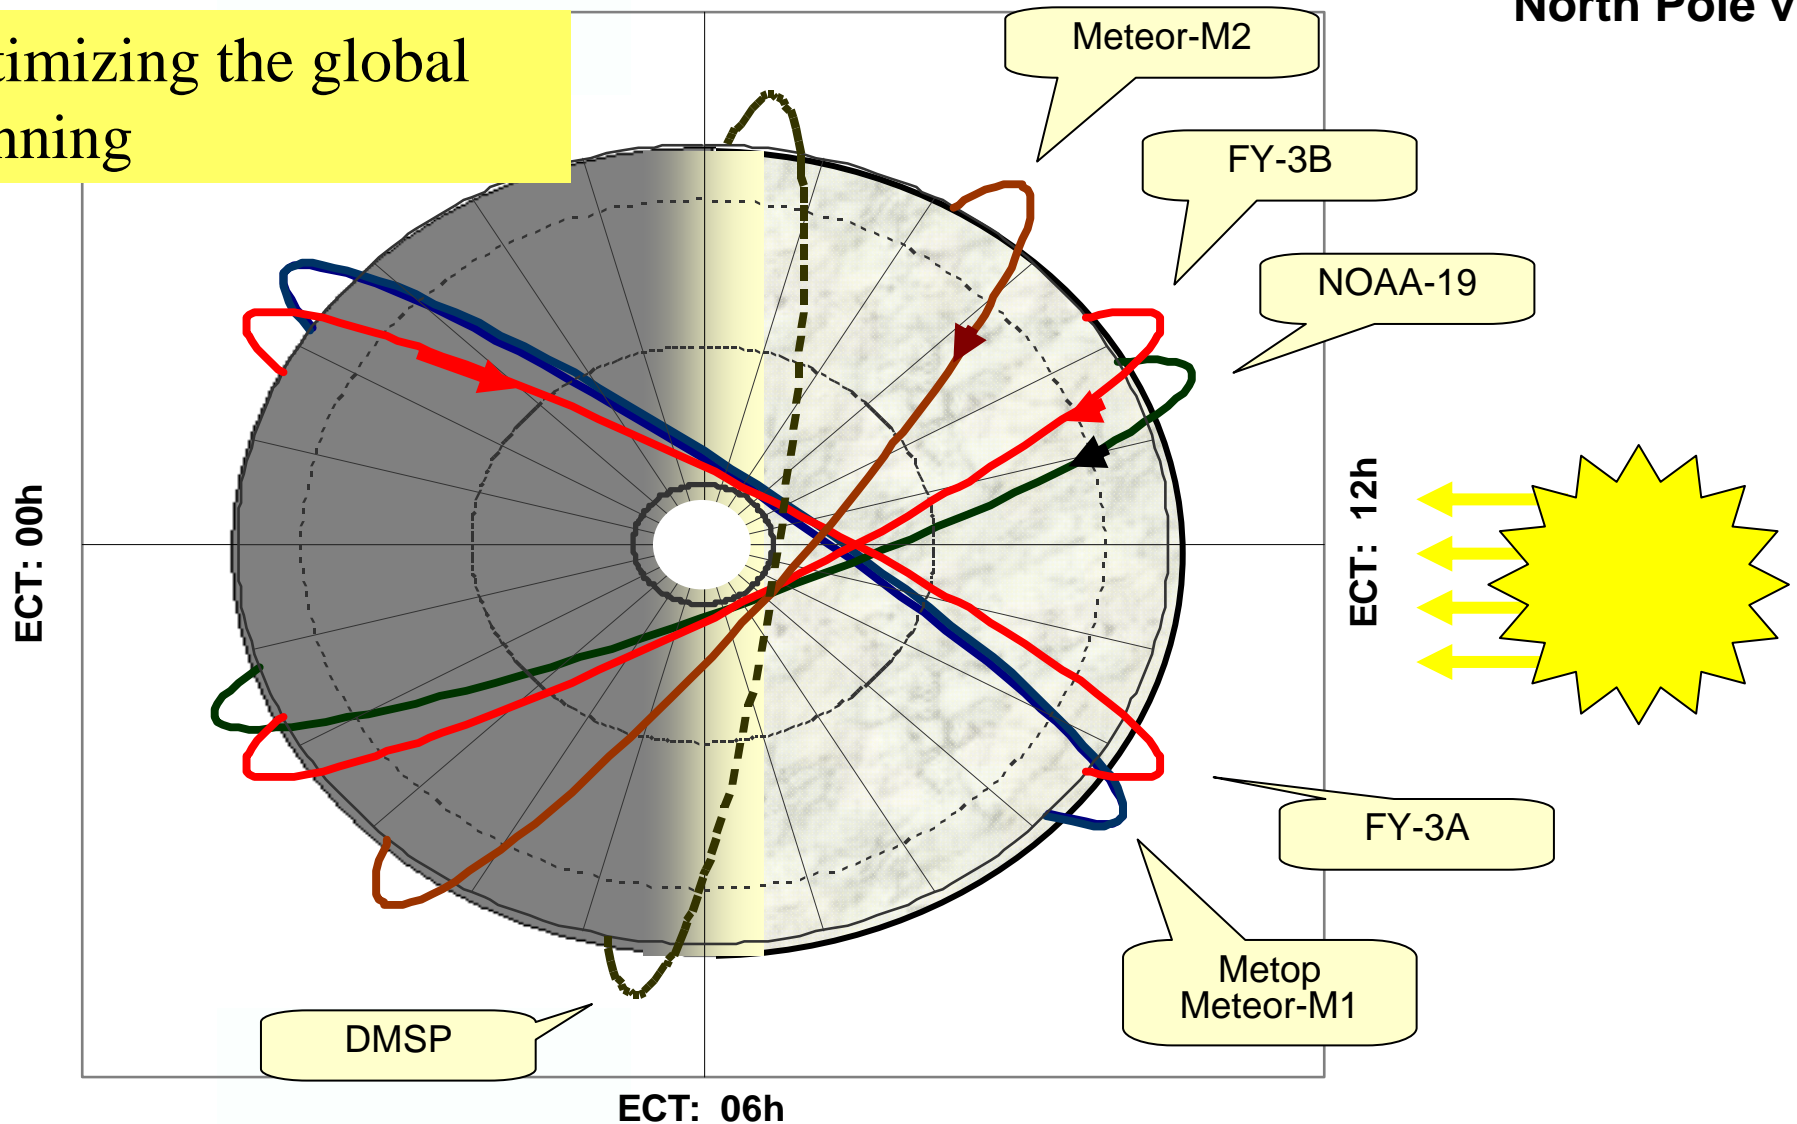 North Pole
timizing the global
nning
Meteor-M2
FY-3B
NOAA-19
ECT: 00h
ECT: 12h
FY-3A
Metop
Meteor-M1
DMSP
ECT: 06h